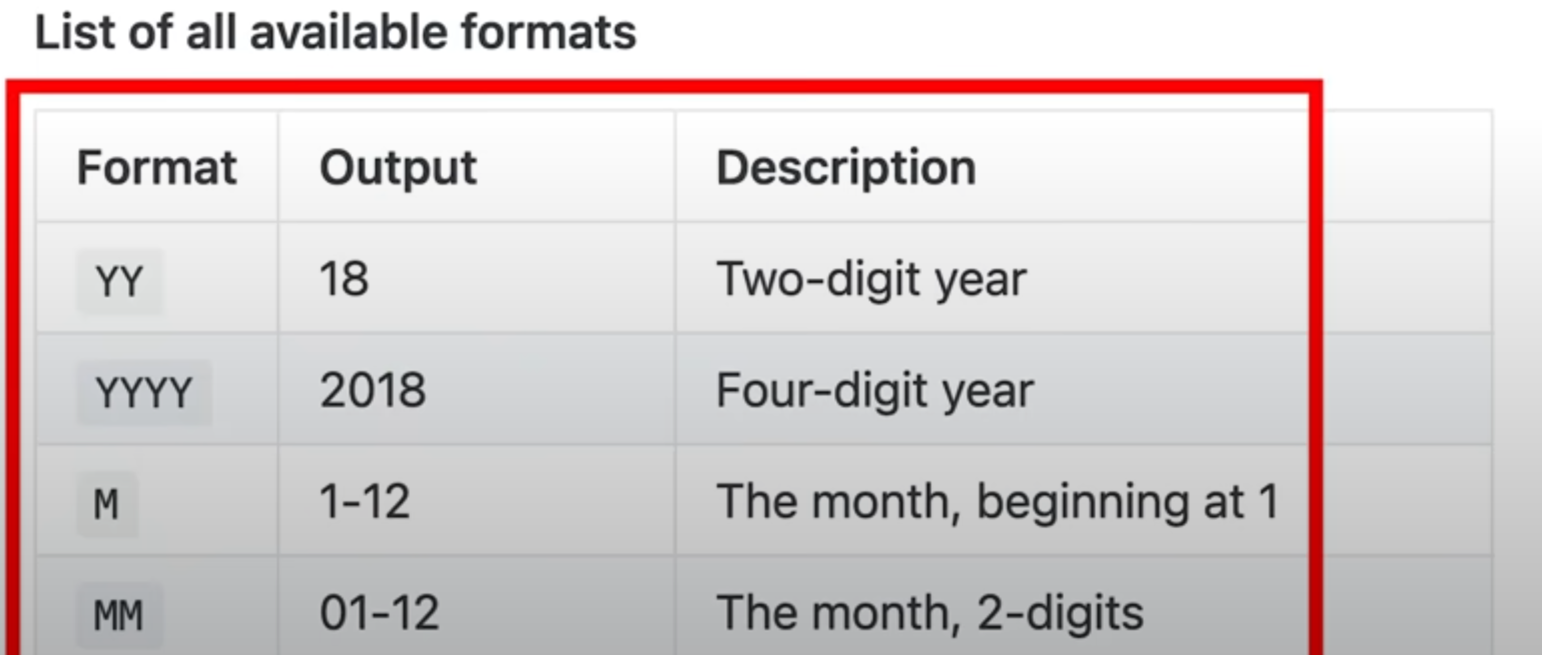 List of all available formats
Format Output Description
YY 18 Two-digit year
YYYY 2018 Four-digit year
M 1-12 The month, beginning at 1
MM 01-12 The month, 2-digits